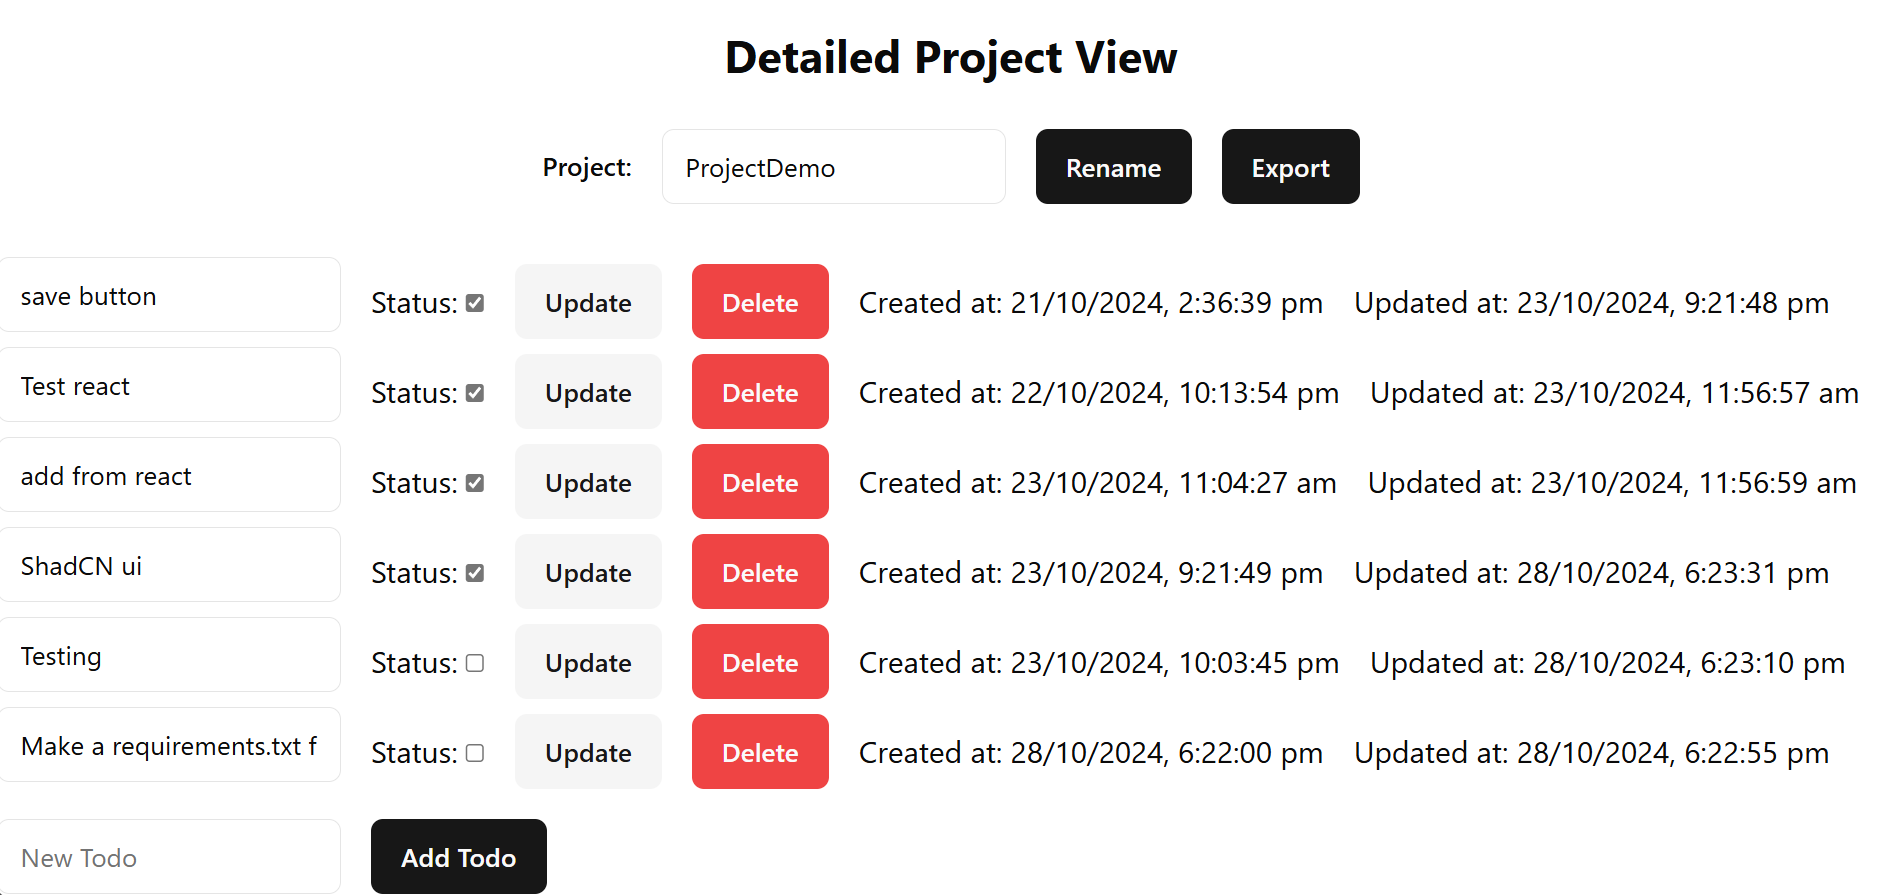 Detailed Project View
Project: ProjectDemo Rename Export
save button Status: Update Delete Created at: 21/10/2024, 2:36:39 pm Updated at: 23/10/2024, 9:21:48 pm
Test react Status: Update Delete Created at: 22/10/2024, 10:13:54 pm Updated at: 23/10/2024, 11:56:57 am
add from react Status: Update Delete Created at: 23/10/2024, 11:04:27 am Updated at: 23/10/2024, 11:56:59 am
ShadCN ui Status: Update Delete Created at: 23/10/2024, 9:21:49 pm Updated at: 28/10/2024, 6:23:31 pm
Testing Status: Update Delete Created at: 23/10/2024, 10:03:45 pm Updated at: 28/10/2024, 6:23:10 pm
Make a requirements.txt f Status: Update Delete Created at: 28/10/2024, 6:22:00 pm Updated at: 28/10/2024, 6:22:55 pm
New Todo Add Todo